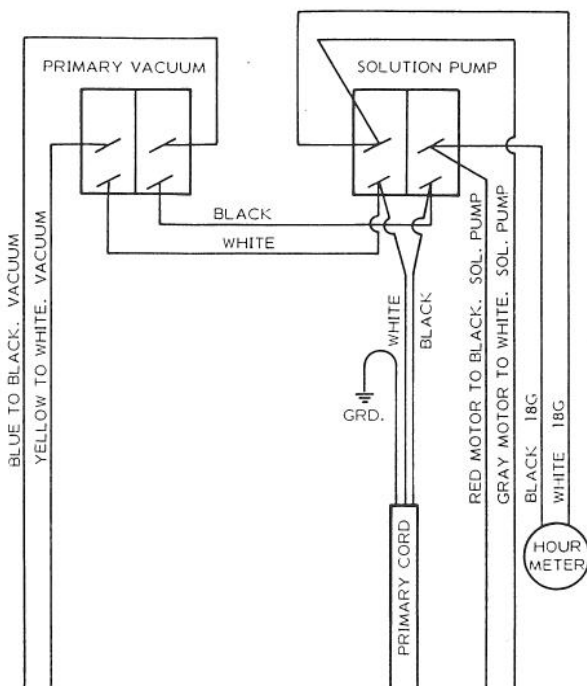 PRIMARY VACUUM
SOLUTION PUMP
BLACK
WHITE
BLUE TO BLACK. VACUUM
YELLOW TO WHITE. VACUUM
WHITE
BLACK
GRD.
RED MOTOR TO BLACK. SOL. PUMP
GRAY MOTOR TO WHITE. SOL. PUMP
BLACK 18G
WHITE 18G
HOUR
METER
PRIMARY CORD